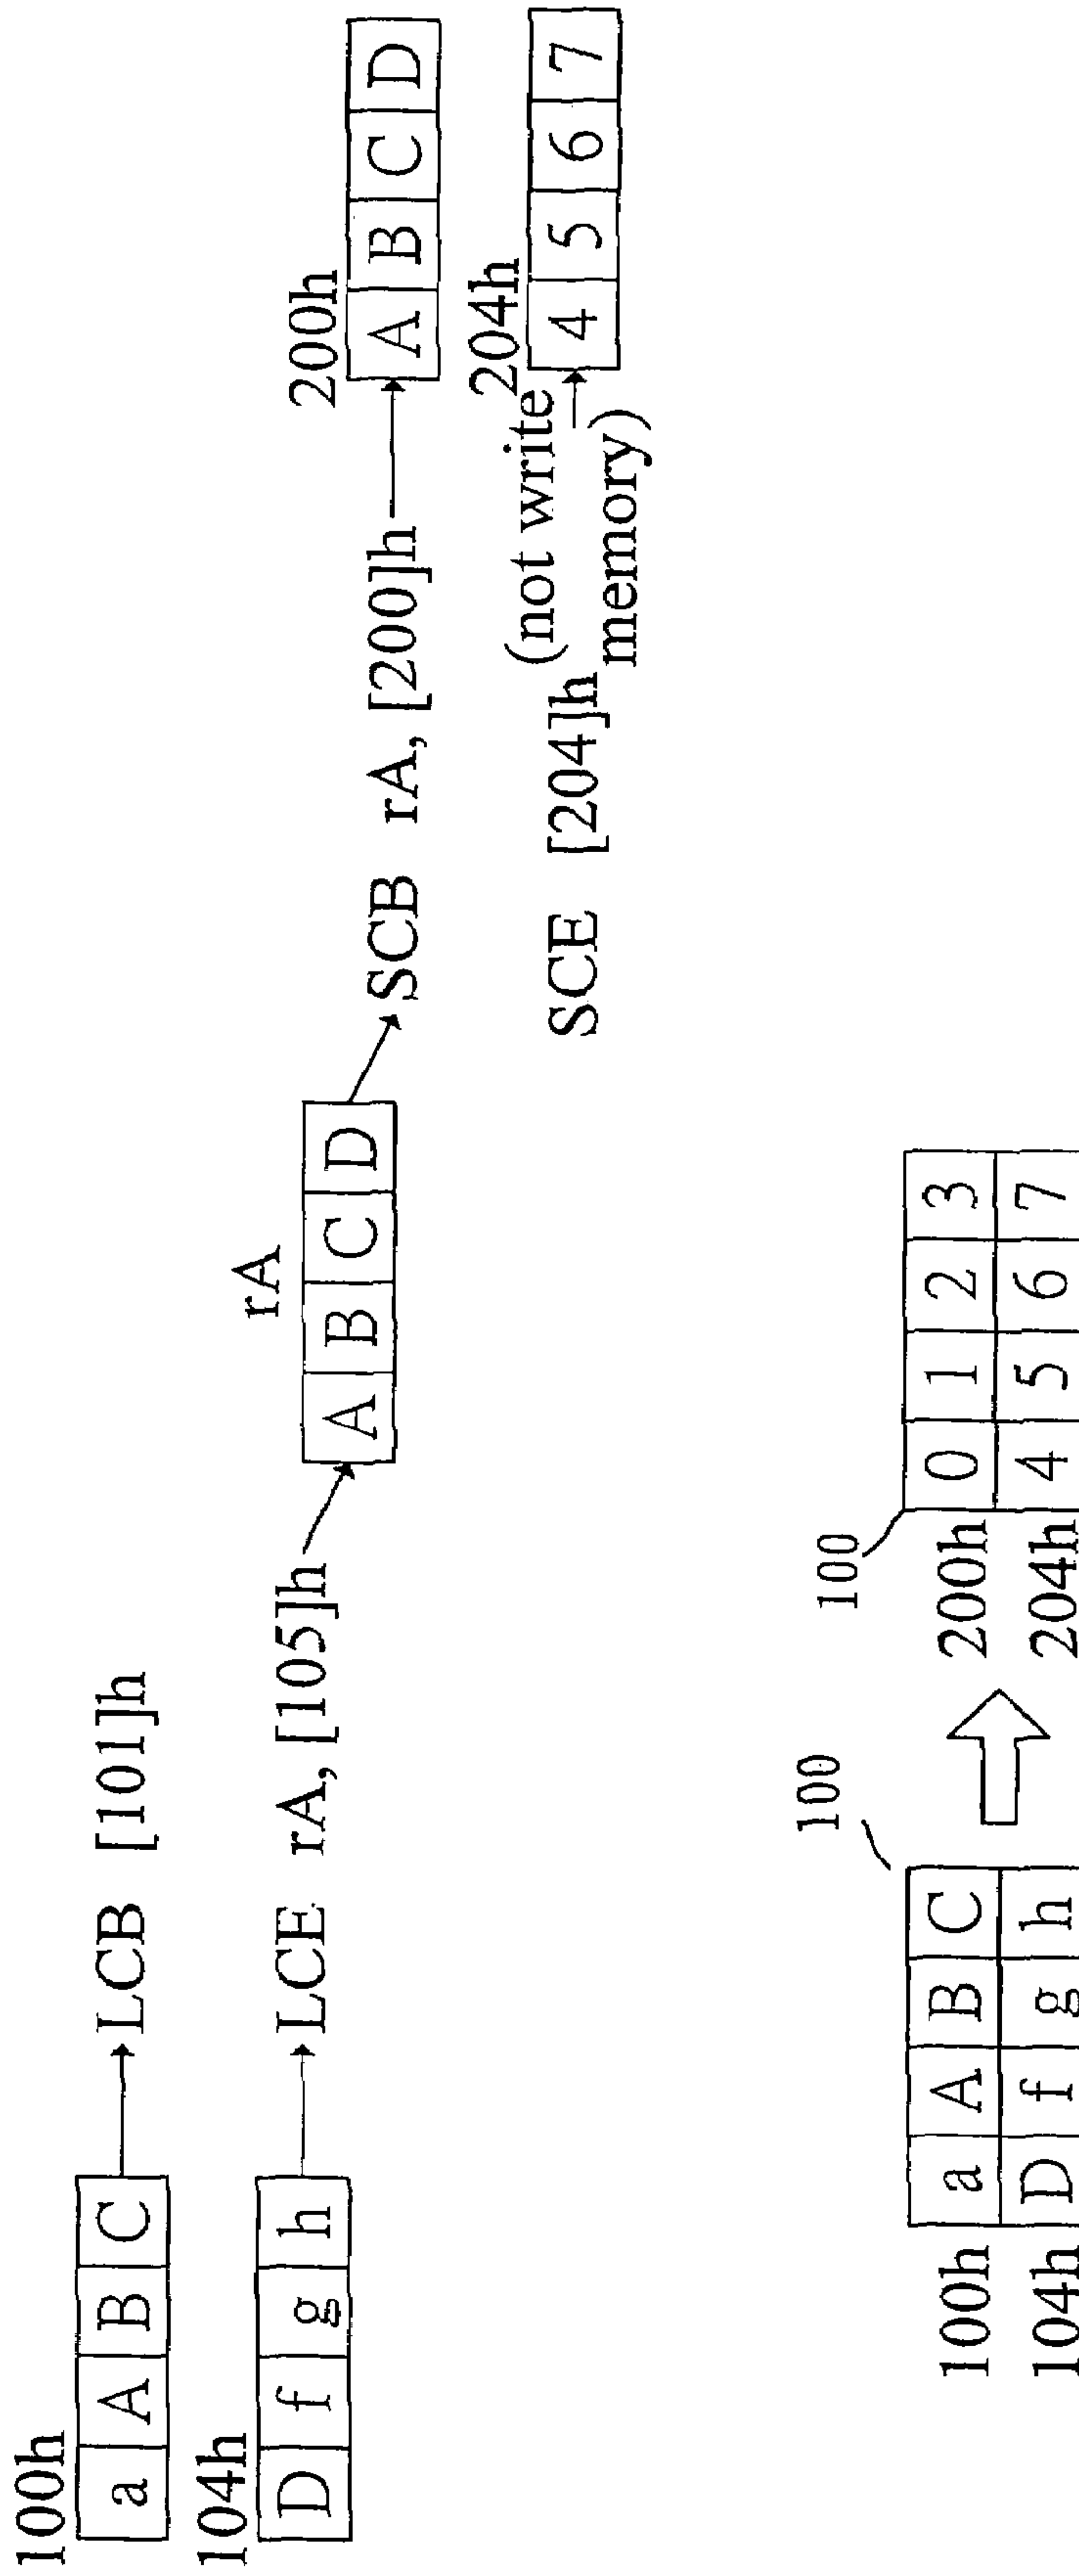 100h
a A B C
LCB [101]h
104h
D f g h
LCE rA, [105]h
rA
A B C D
SCB rA, [200]h
200h
A B C D
SCE [204]h
(not write
memory)
204h
4 5 6 7
100
100h a A B C
104h D f g h
100
200h 0 1 2 3
204h 4 5 6 7